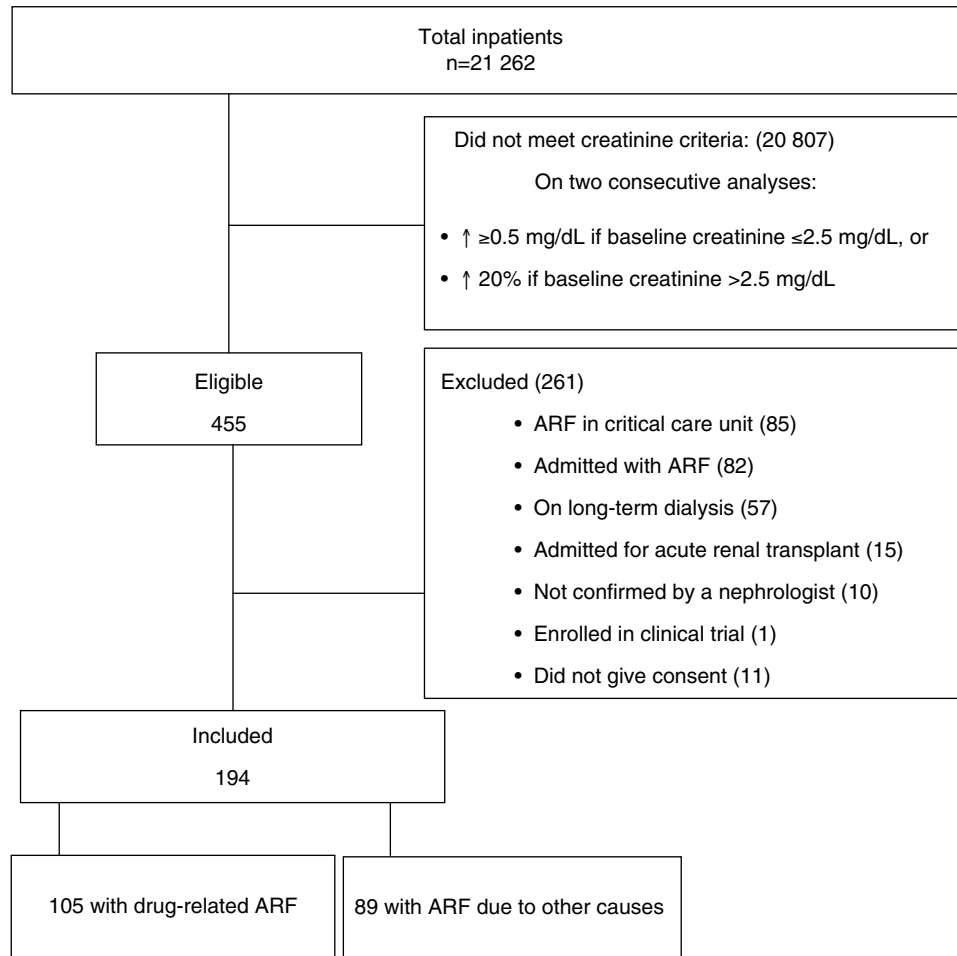 Total inpatients
n=21 262
Did not meet creatinine criteria: (20 807)
On two consecutive analyses:
• ↑ ≥0.5 mg/dL if baseline creatinine ≤2.5 mg/dL, or
• ↑ 20% if baseline creatinine >2.5 mg/dL
Eligible
455
Excluded (261)
• ARF in critical care unit (85)
• Admitted with ARF (82)
• On long-term dialysis (57)
• Admitted for acute renal transplant (15)
• Not confirmed by a nephrologist (10)
• Enrolled in clinical trial (1)
• Did not give consent (11)
Included
194
105 with drug-related ARF
89 with ARF due to other causes